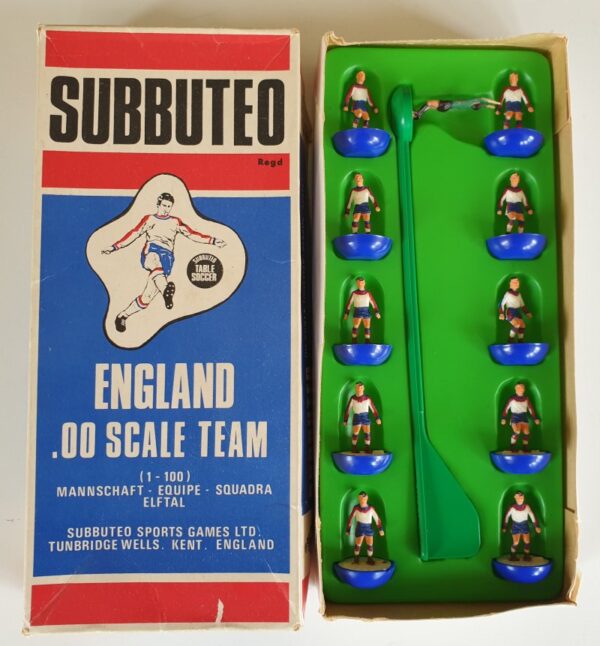 SUBBUTEO
Regd
SUBBUTEO
TABLE
SOCCER
ENGLAND
.00 SCALE TEAM
(1-100)
MANNSCHAFT - EQUIPE - SQUADRA
ELFTAL
SUBBUTEO SPORTS GAMES LTD.
TUNBRIDGE WELLS. KENT. ENGLAND